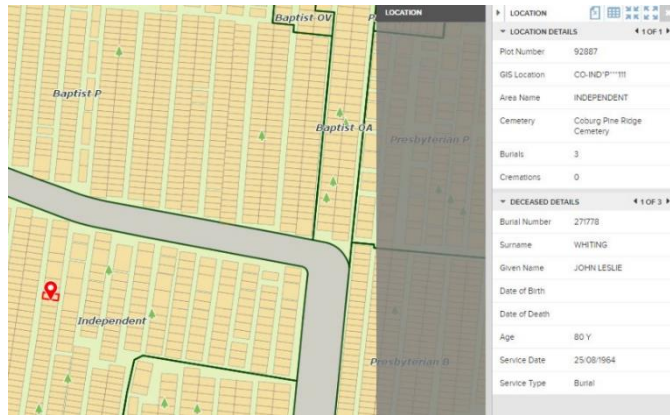 Baptist OV
LOCATION
LOCATION
LOCATION DETAILS 1 OF 1
Plot Number 92887
Baptist P
GIS Location CO-IND*P***111
Area Name INDEPENDENT
Baptist OA
Presbyterian P
Cemetery Coburg Pine Ridge
Cemetery
Burials 3
Cremations 0
DECEASED DETAILS 1 OF 3
Burial Number 271778
Surname WHITING
Given Name JOHN LESLIE
Date of Birth
Date of Death
Independent
Age 80 Y
Presbyterian D
Service Date 25/08/1964
Service Type Burial